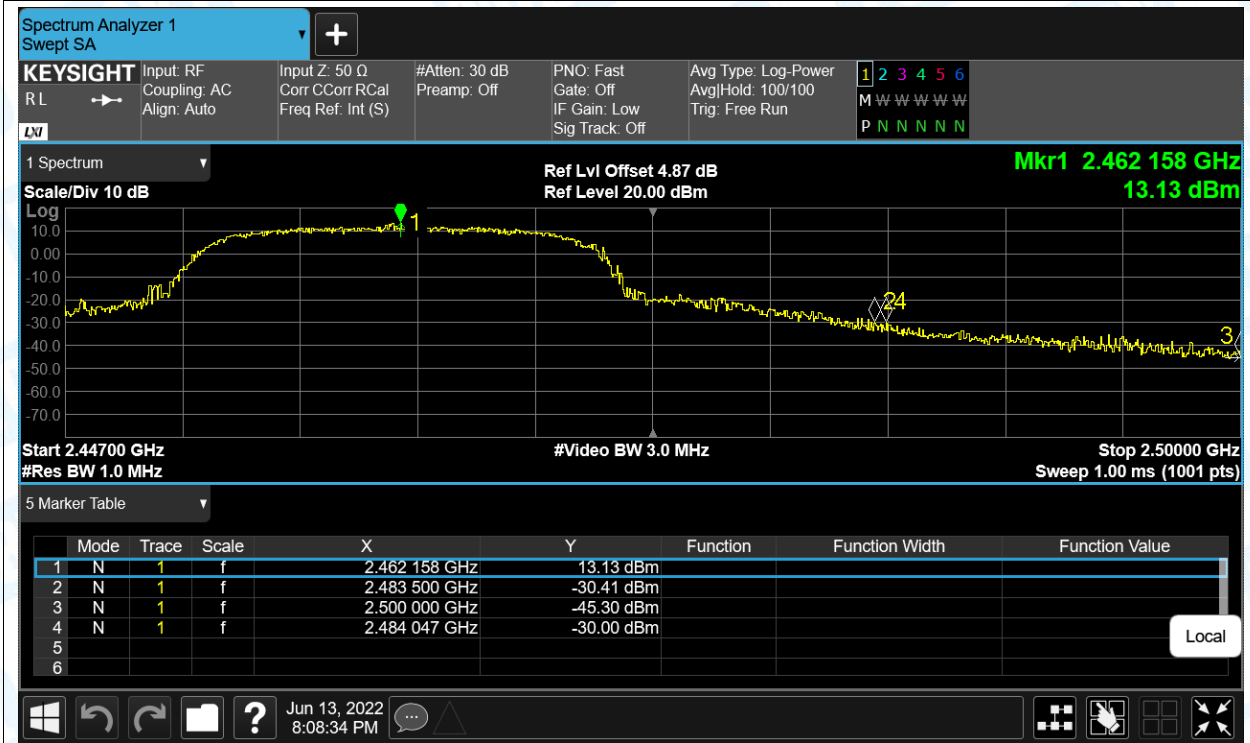 Spectrum Analyzer 1
Swept SA
+
KEYSIGHT
R L
LXI
Input: RF
Coupling: AC
Align: Auto
Input Z: 50 Ω
Corr CCorr RCal
Freq Ref: Int (S)
#Atten: 30 dB
Preamp: Off
PNO: Fast
Gate: Off
IF Gain: Low
Sig Track: Off
Avg Type: Log-Power
Avg|Hold: 100/100
Trig: Free Run
1 2 3 4 5 6
M W W W W W
P N N N N N
1 Spectrum
Scale/Div 10 dB
Ref Lvl Offset 4.87 dB
Ref Level 20.00 dBm
Mkr1 2.462 158 GHz
13.13 dBm
Log
10.0
0.00
-10.0
-20.0
-30.0
-40.0
-50.0
-60.0
-70.0
1
2 4
3
Start 2.44700 GHz
#Res BW 1.0 MHz
#Video BW 3.0 MHz
Stop 2.50000 GHz
Sweep 1.00 ms (1001 pts)
5 Marker Table
Mode Trace Scale X Y Function Function Width Function Value
1 N 1 f 2.462 158 GHz 13.13 dBm
2 N 1 f 2.483 500 GHz -30.41 dBm
3 N 1 f 2.500 000 GHz -45.30 dBm
4 N 1 f 2.484 047 GHz -30.00 dBm
5
6
Local
?
Jun 13, 2022
8:08:34 PM